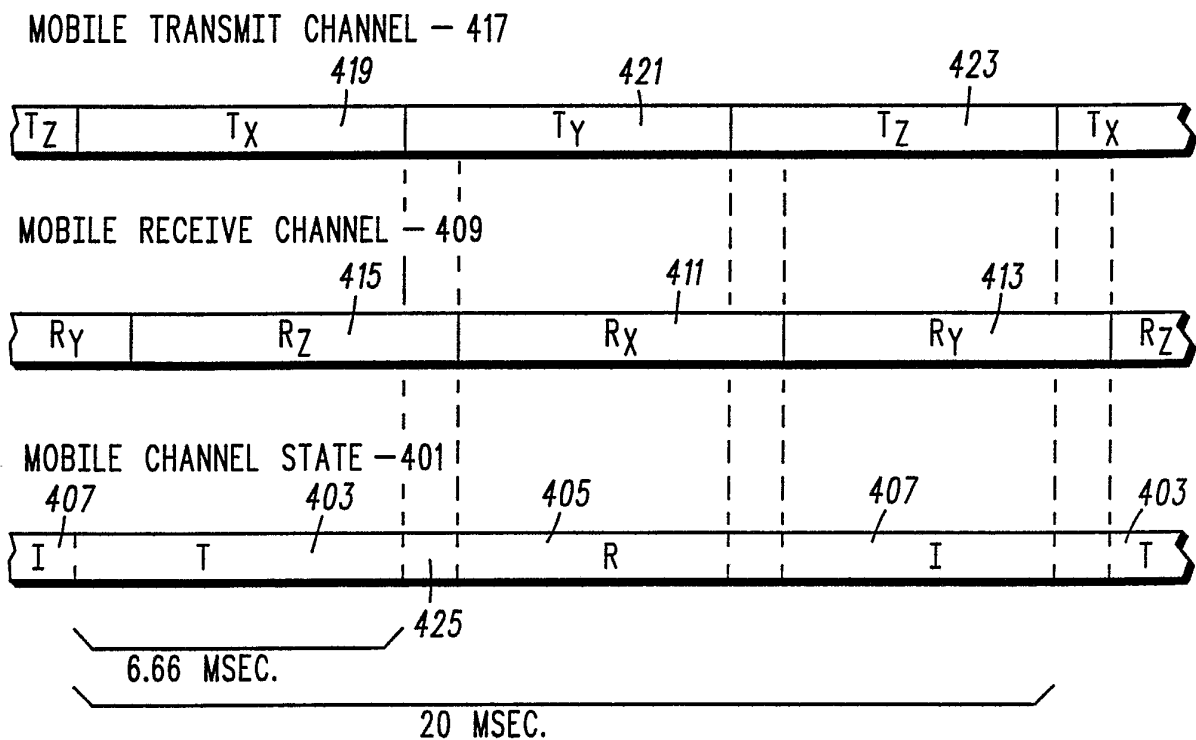 MOBILE TRANSMIT CHANNEL – 417
419 421 423
TZ TX TY TZ TX
MOBILE RECEIVE CHANNEL – 409
415 411 413
RY RZ RX RY RZ
MOBILE CHANNEL STATE – 401
407 403 405 407 403
I T R I T
425
6.66 MSEC.
20 MSEC.